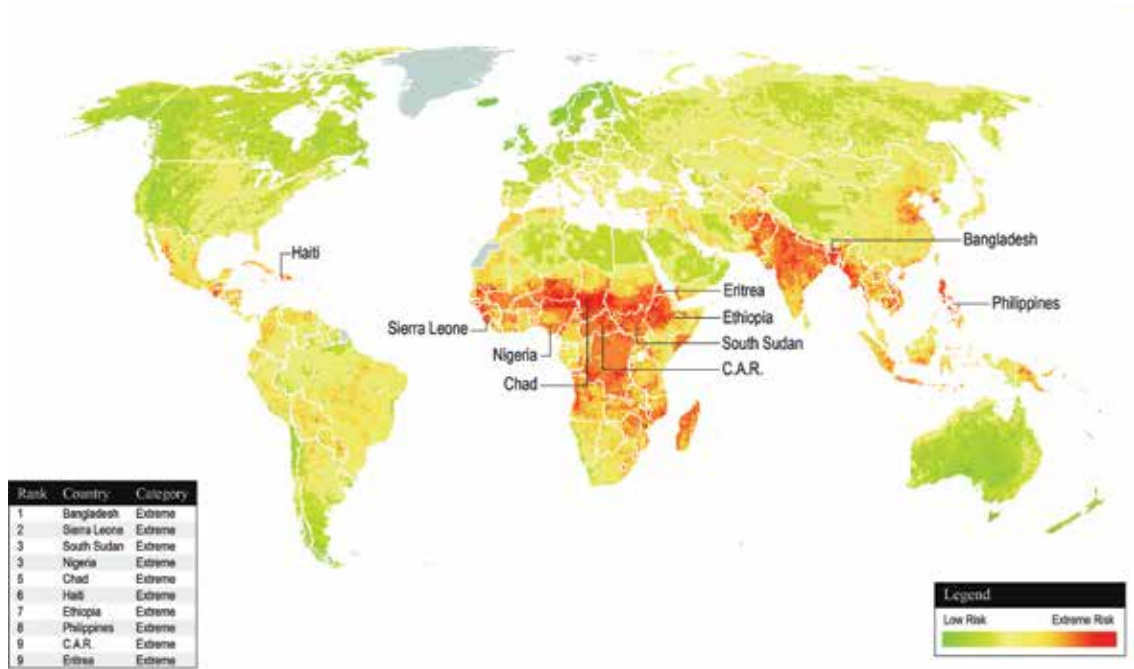 Haiti
Bangladesh
Eritrea
Philippines
Ethiopia
Sierra Leone
South Sudan
Nigeria
C.A.R.
Chad
Rank Country Category
1 Bangladesh Extreme
2 Sierra Leone Extreme
3 South Sudan Extreme
3 Nigeria Extreme
5 Chad Extreme
6 Haiti Extreme
7 Ethiopia Extreme
8 Philippines Extreme
9 C.A.R. Extreme
9 Eritrea Extreme
Legend
Low Risk Extreme Risk